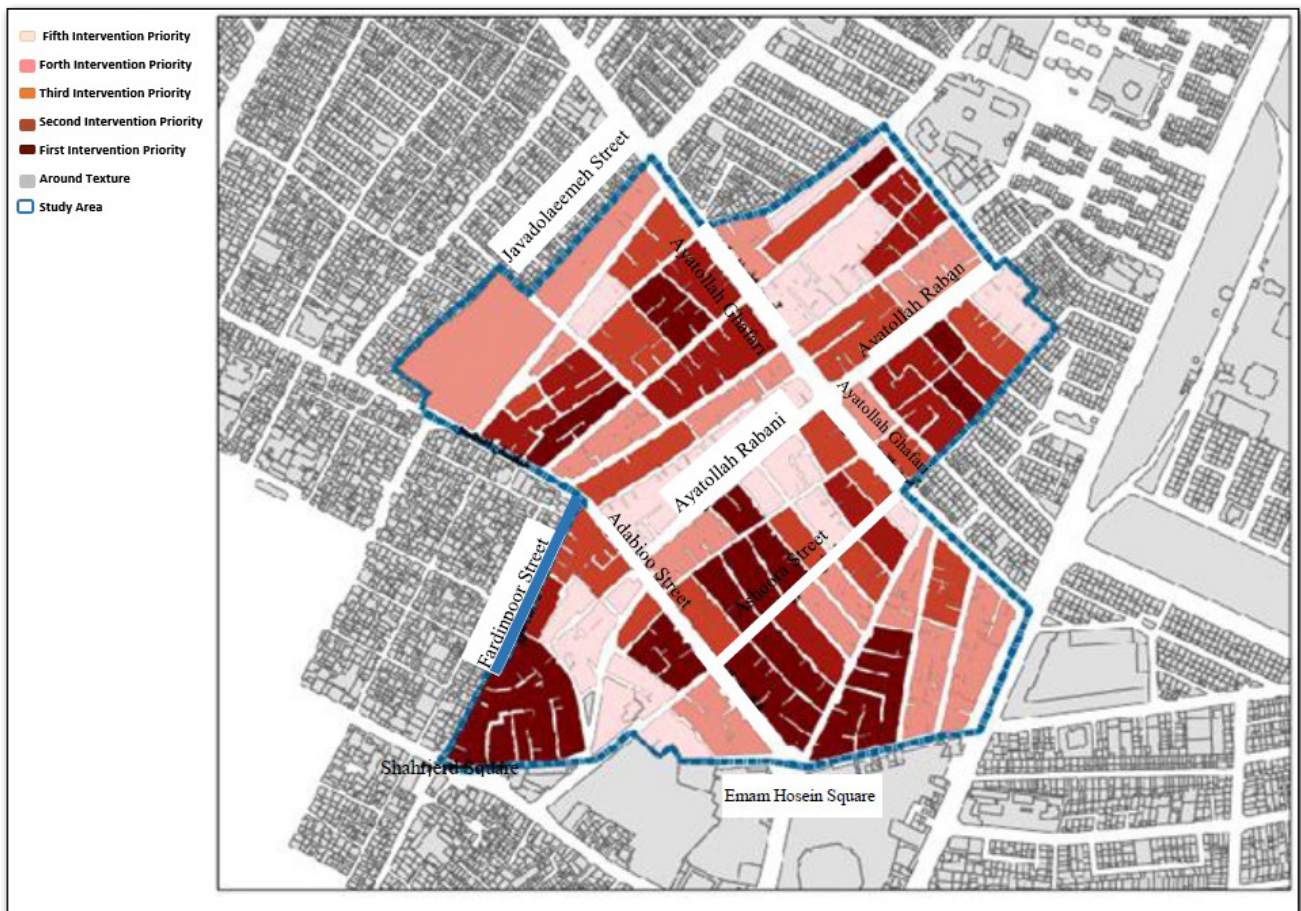 Fifth Intervention Priority
Forth Intervention Priority
Third Intervention Priority
Second Intervention Priority
First Intervention Priority
Around Texture
Study Area
Javadolaeemeh Street
Ayatollah Ghafari
Ayatollah Raban
Ayatollah Ghafari
Ayatollah Rabani
Adabioo Street
Ashoora Street
Fardinpoor Street
Shahrjerd Square
Emam Hosein Square